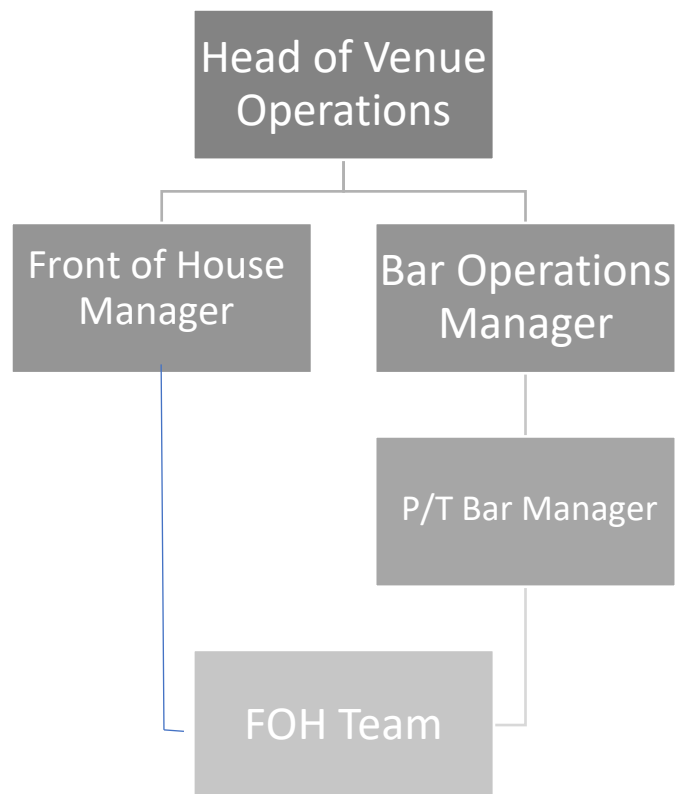 Head of Venue
Operations
Front of House
Manager
Bar Operations
Manager
P/T Bar Manager
FOH Team